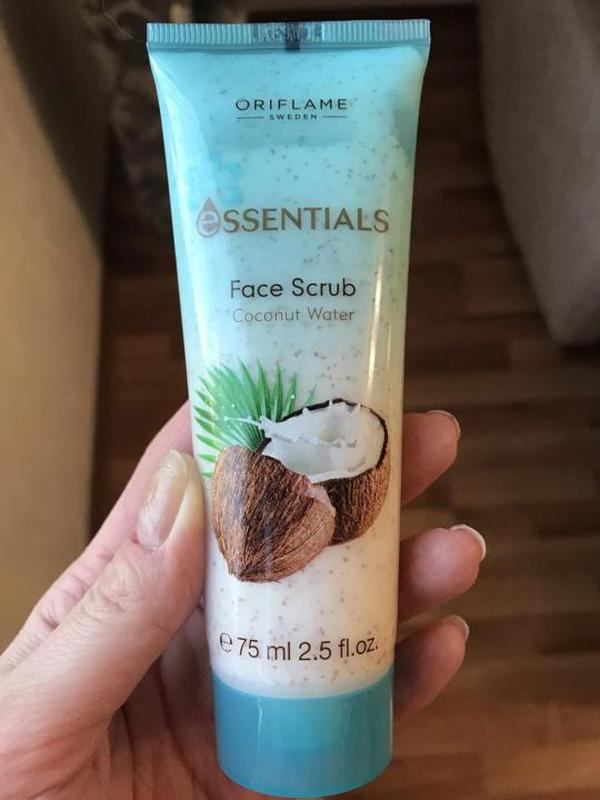 ORIFLAME
SWEDEN
eSSENTIALS
Face Scrub
Coconut Water
℮ 75 ml 2.5 fl.oz.